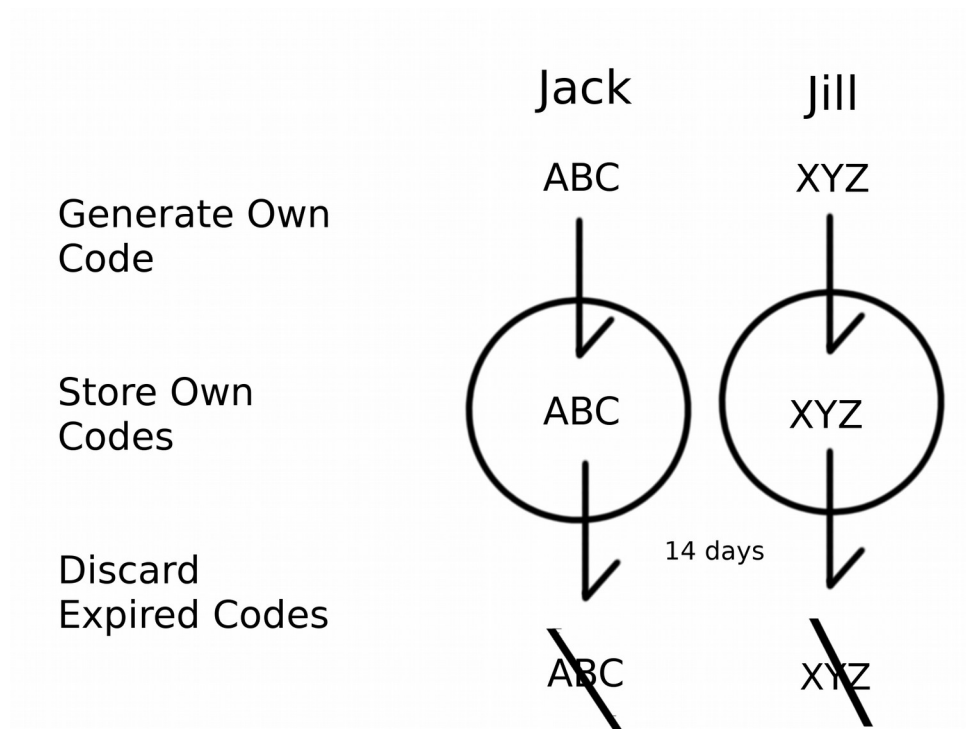 Jack
Jill
ABC
XYZ
Generate Own
Code
Store Own
Codes
ABC
XYZ
14 days
Discard
Expired Codes
ABC
XYZ